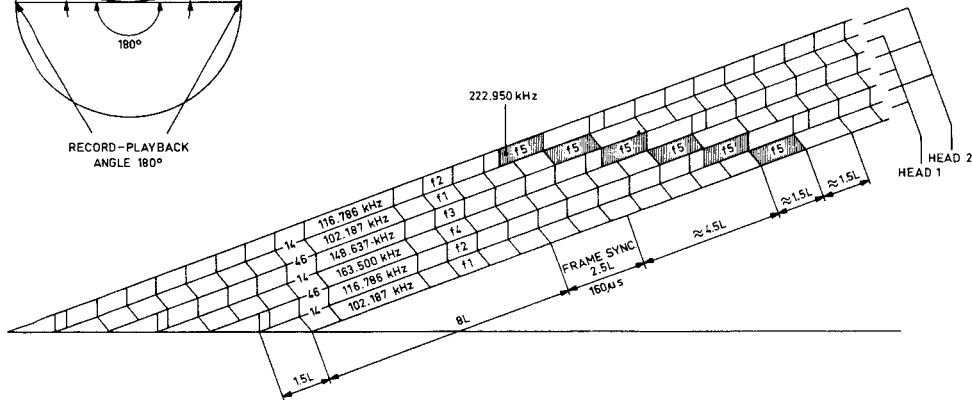 180°
RECORD-PLAYBACK
ANGLE 180°
222.950 kHz
f5 f5 f5 f5 f5 f5
HEAD 2
HEAD 1
116.786 kHz f2
14 102.187 kHz f1
46 148.637-kHz f3
14 163.500 kHz f4
46 116.786 kHz f2
14 102.187 kHz f1
FRAME SYNC
2.5L
160µs
≈4.5L
≈1.5L
≈1.5L
8L
1.5L